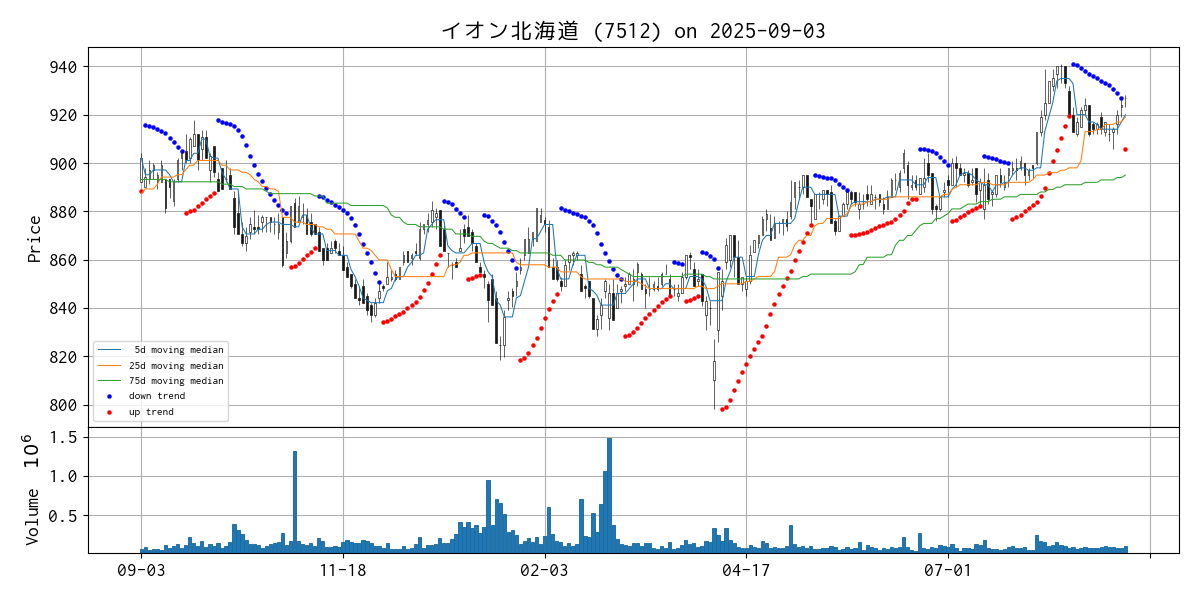 イオン北海道 (7512) on 2025-09-03
940
920
900
880
860
840
820
800
Price
5d moving median
25d moving median
75d moving median
down trend
up trend
1.5
1.0
0.5
Volume 10^6
09-03 11-18 02-03 04-17 07-01